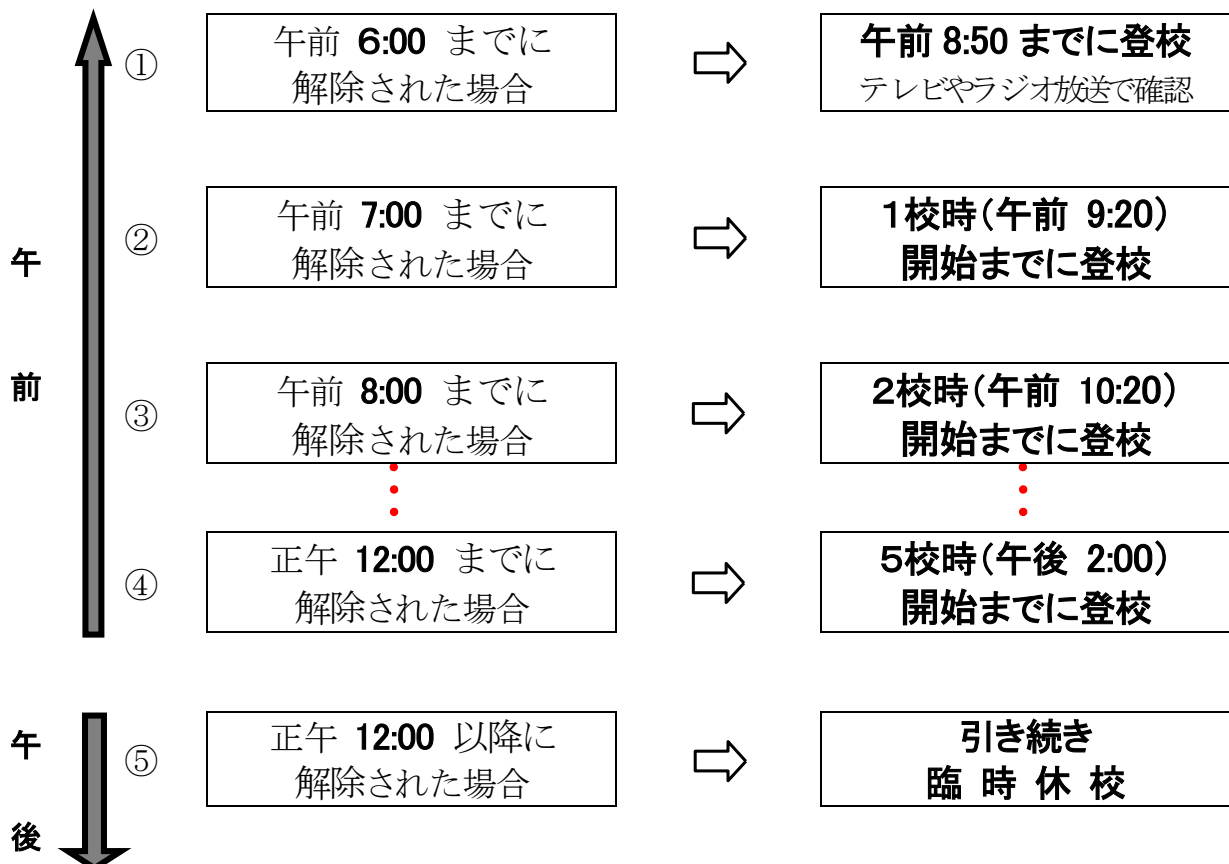 午前
①
午前 6:00 までに
解除された場合
⇨
午前 8:50 までに登校
テレビやラジオ放送で確認
②
午前 7:00 までに
解除された場合
⇨
1校時(午前 9:20)
開始までに登校
③
午前 8:00 までに
解除された場合
⇨
2校時(午前 10:20)
開始までに登校
④
正午 12:00 までに
解除された場合
⇨
5校時(午後 2:00)
開始までに登校
午後
⑤
正午 12:00 以降に
解除された場合
⇨
引き続き
臨 時 休 校